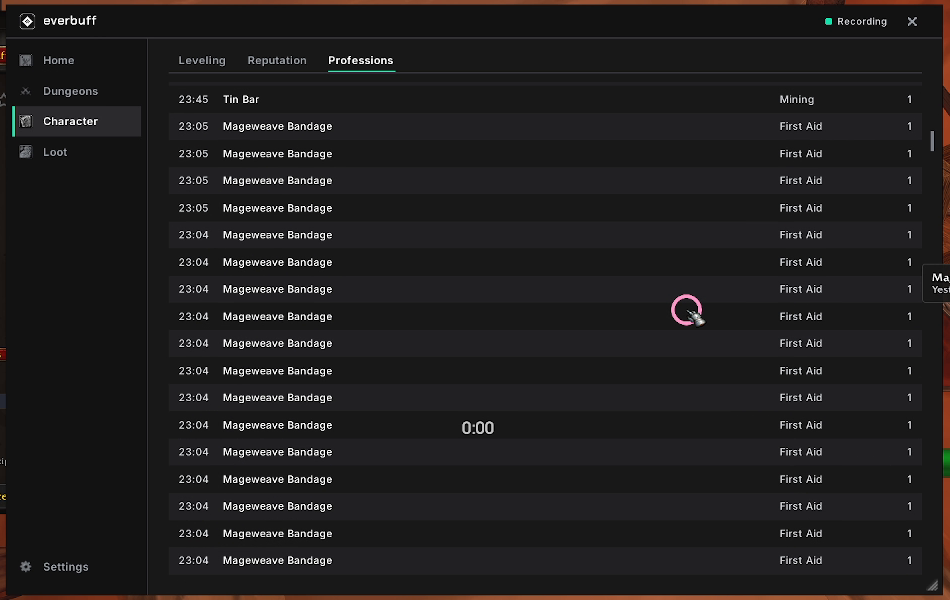 everbuff
Recording
Home
Dungeons
Character
Loot
Settings
Leveling Reputation Professions
23:45 Tin Bar Mining 1
23:05 Mageweave Bandage First Aid 1
23:05 Mageweave Bandage First Aid 1
23:05 Mageweave Bandage First Aid 1
23:05 Mageweave Bandage First Aid 1
23:04 Mageweave Bandage First Aid 1
23:04 Mageweave Bandage First Aid 1
23:04 Mageweave Bandage First Aid 1
23:04 Mageweave Bandage First Aid 1
23:04 Mageweave Bandage First Aid 1
23:04 Mageweave Bandage First Aid 1
23:04 Mageweave Bandage First Aid 1
23:04 Mageweave Bandage First Aid 1
23:04 Mageweave Bandage First Aid 1
23:04 Mageweave Bandage First Aid 1
23:04 Mageweave Bandage First Aid 1
23:04 Mageweave Bandage First Aid 1
23:04 Mageweave Bandage First Aid 1
0:00